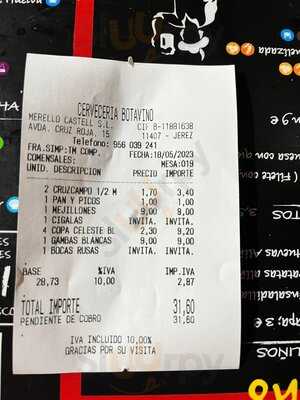 CERVECERIA BOTAVINO
MERELLO CASTELL S.L. CIF B-11881638
AVDA. CRUZ ROJA, 15 11407 - JEREZ
Telefono: 956 039 241
FRA.SIMP:TM COMP. FECHA:18/05/2023
COMENSALES: MESA:019
UNID. DESCRIPCION PRECIO IMPORTE
2 CRUZCAMPO 1/2 M 1,70 3,40
1 PAN Y PICOS 1,00 1,00
1 MEJILLONES 9,00 9,00
1 CIGALAS INVITA. INVITA.
4 COPA CELESTE BL 2,30 9,20
1 GAMBAS BLANCAS 9,00 9,00
1 BOCAS RUSAS INVITA. INVITA.
BASE %IVA IMP.IVA
28,73 10,00 2,87
TOTAL IMPORTE 31,60
PENDIENTE DE COBRO 31,60
IVA INCLUIDO 10,00%
GRACIAS POR SU VISITA